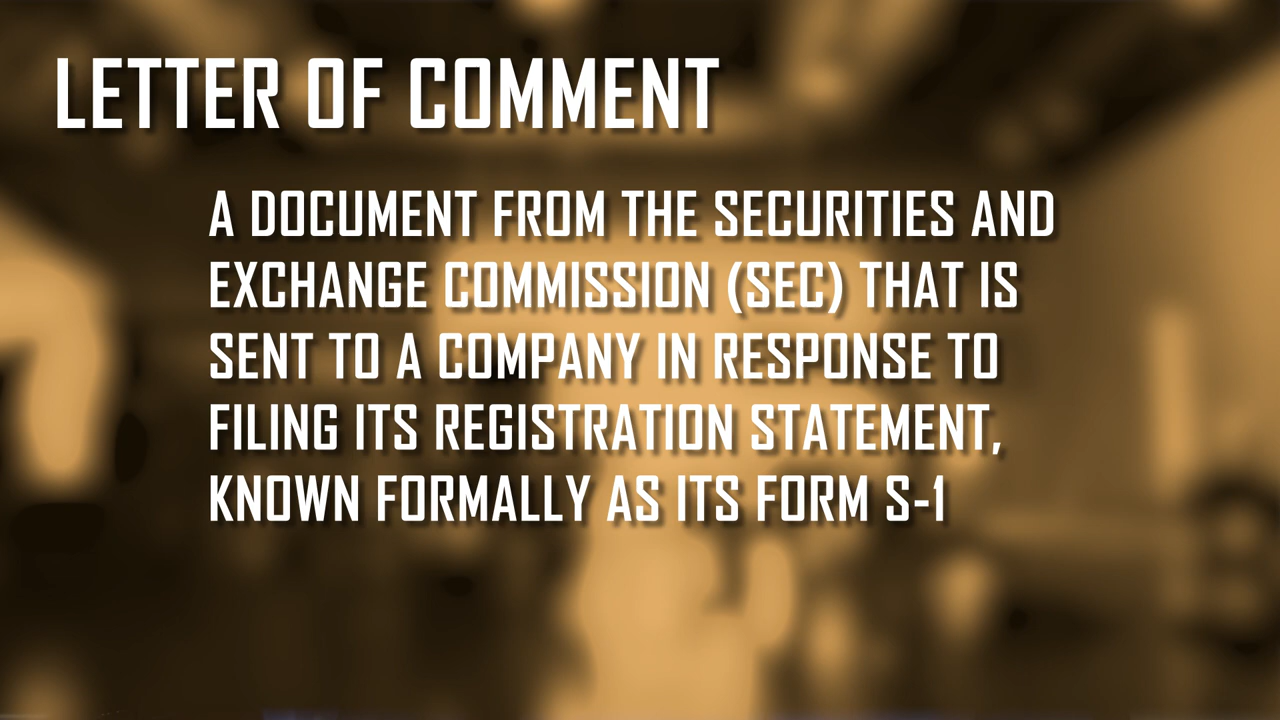 LETTER OF COMMENT
A DOCUMENT FROM THE SECURITIES AND
EXCHANGE COMMISSION (SEC) THAT IS
SENT TO A COMPANY IN RESPONSE TO
FILING ITS REGISTRATION STATEMENT,
KNOWN FORMALLY AS ITS FORM S-1